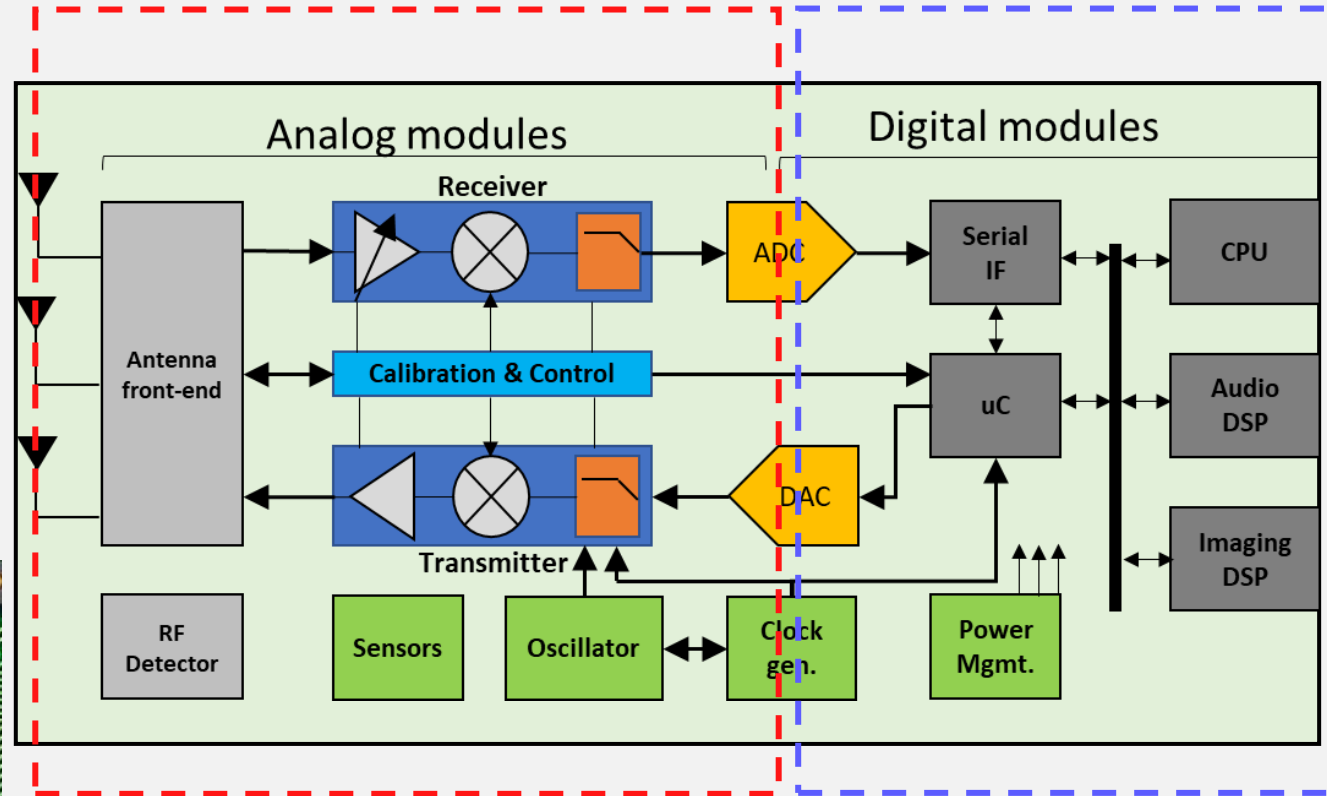 Analog modules
Digital modules
Receiver
ADC
Serial
IF
CPU
Antenna
front-end
Calibration & Control
uC
Audio
DSP
DAC
Transmitter
Imaging
DSP
RF
Detector
Sensors
Oscillator
Clock
gen.
Power
Mgmt.